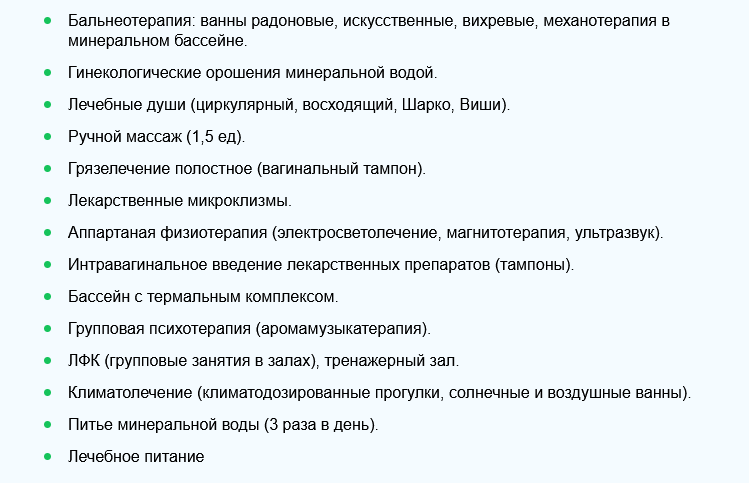 Бальнеотерапия: ванны радоновые, искусственные, вихревые, механотерапия в
минеральном бассейне.
Гинекологические орошения минеральной водой.
Лечебные души (циркулярный, восходящий, Шарко, Виши).
Ручной массаж (1,5 ед).
Грязелечение полостное (вагинальный тампон).
Лекарственные микроклизмы.
Аппартаная физиотерапия (электросветолечение, магнитотерапия, ультразвук).
Интравагинальное введение лекарственных препаратов (тампоны).
Бассейн с термальным комплексом.
Групповая психотерапия (аромамузыкатерапия).
ЛФК (групповые занятия в залах), тренажерный зал.
Климатолечение (климатодозированные прогулки, солнечные и воздушные ванны).
Питье минеральной воды (3 раза в день).
Лечебное питание